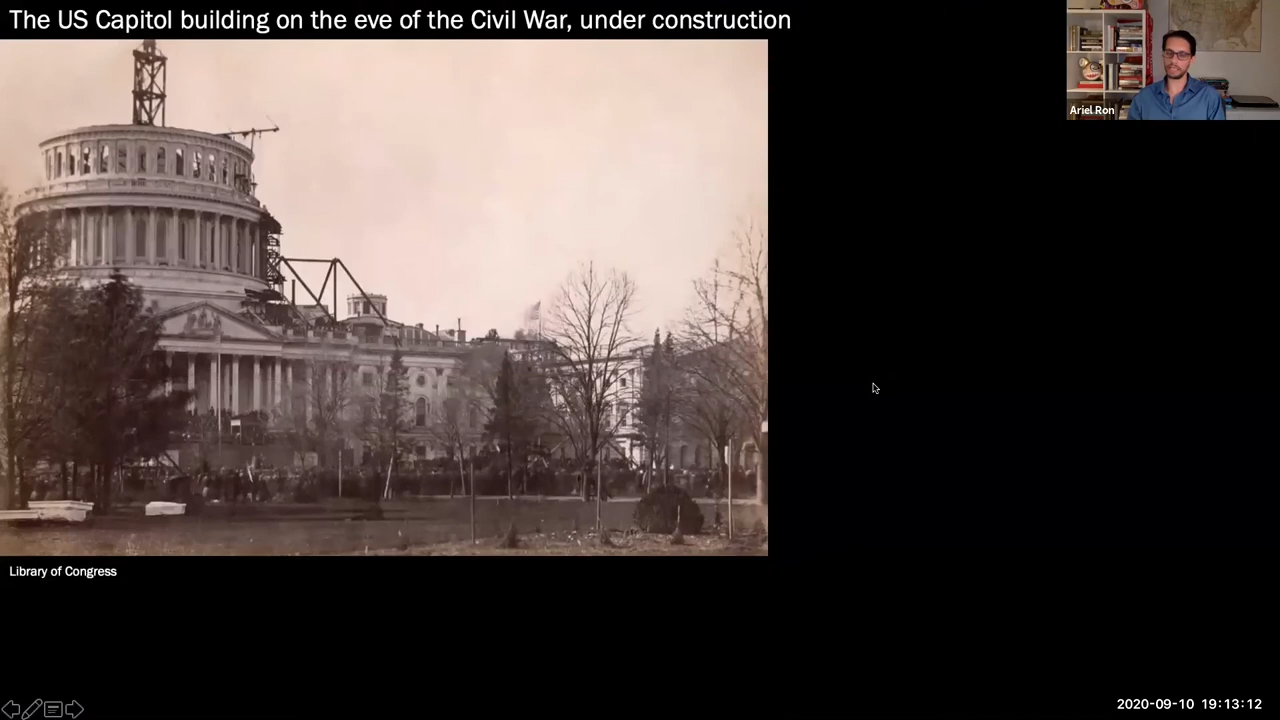 The US Capitol building on the eve of the Civil War, under construction
Ariel Ron
Library of Congress
2020-09-10 19:13:12